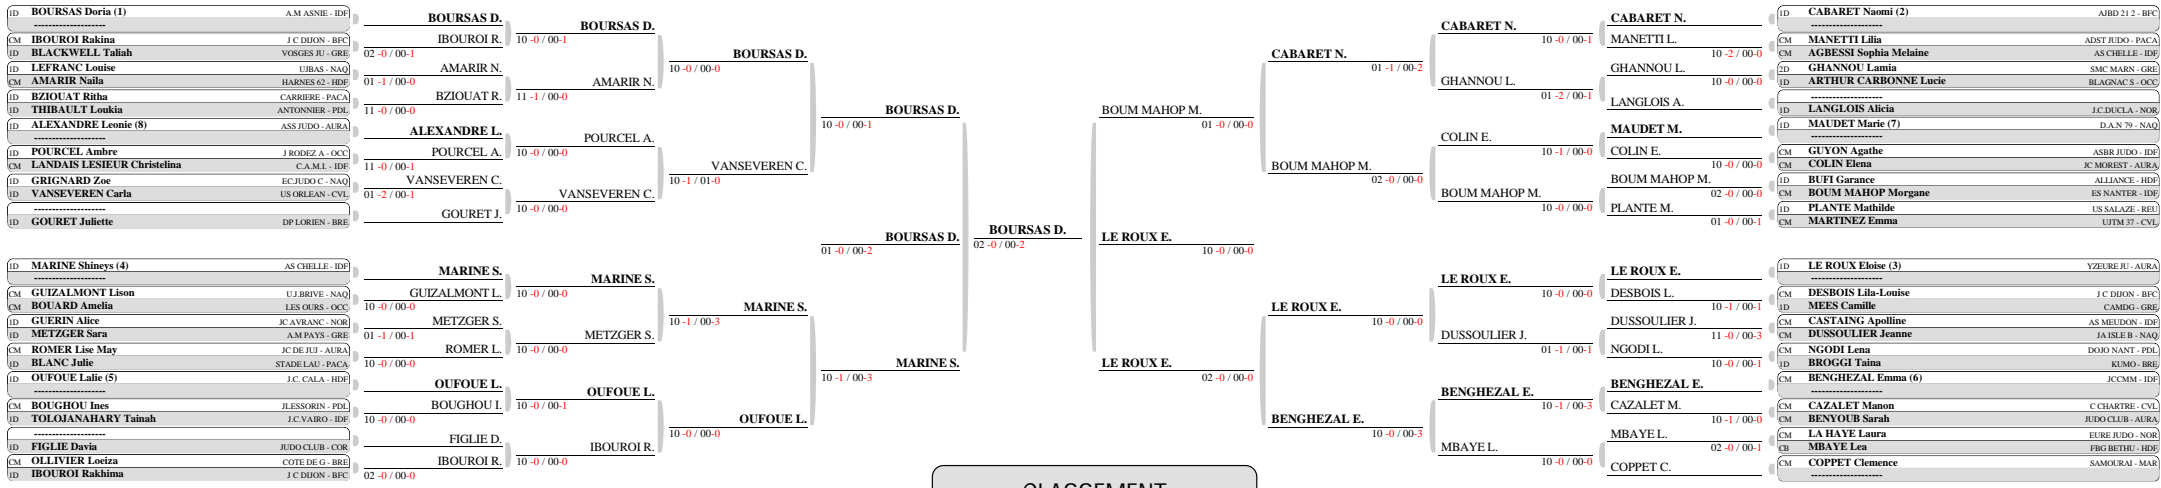 1D BOURSAS Doria (1) A.M ASNIE - IDF
--------------------
CM IBOUROI Rakina J C DIJON - BFC
1D BLACKWELL Taliah VOSGES JU - GRE
1D LEFRANC Louise UJBAS - NAQ
CM AMARIR Naila HARNES 62 - HDF
1D BZIOUAT Ritha CARRIERE - PACA
1D THIBAULT Loukia ANTONNIER - PDL
1D ALEXANDRE Leonie (8) ASS JUDO - AURA
--------------------
1D POURCEL Ambre J RODEZ A - OCC
CM LANDAIS LESIEUR Christelina C.A.M.I. - IDF
1D GRIGNARD Zoe EC.JUDO C - NAQ
1D VANSEVEREN Carla US ORLEAN - CVL
--------------------
1D GOURET Juliette DP LORIEN - BRE
1D MARINE Shineys (4) AS CHELLE - IDF
--------------------
CM GUIZALMONT Lison U.J.BRIVE - NAQ
CM BOUARD Amelia LES OURS - OCC
1D GUERIN Alice JC AVRANC - NOR
1D METZGER Sara A.M PAYS - GRE
CM ROMER Lise May JC DE JUJ - AURA
1D BLANC Julie STADE LAU - PACA
1D OUFOUE Lalie (5) J.C. CALA - HDF
--------------------
CM BOUGHOU Ines JLESSORIN - PDL
1D TOLOJANAHARY Tainah J.C.VAIRO - IDF
--------------------
1D FIGLIE Davia JUDO CLUB - COR
CM OLLIVIER Loeiza COTE DE G - BRE
1D IBOUROI Rakhima J C DIJON - BFC
BOURSAS D.
IBOUROI R.
02 -0 / 00-1
AMARIR N.
01 -1 / 00-0
BZIOUAT R.
11 -0 / 00-0
ALEXANDRE L.
POURCEL A.
11 -0 / 00-1
VANSEVEREN C.
01 -2 / 00-1
GOURET J.
MARINE S.
GUIZALMONT L.
10 -0 / 00-0
METZGER S.
01 -1 / 00-1
ROMER L.
10 -0 / 00-0
OUFOUE L.
BOUGHOU I.
10 -0 / 00-0
FIGLIE D.
IBOUROI R.
02 -0 / 00-0
BOURSAS D.
10 -0 / 00-1
AMARIR N.
11 -1 / 00-0
POURCEL A.
10 -0 / 00-0
VANSEVEREN C.
10 -0 / 00-0
MARINE S.
10 -0 / 00-0
METZGER S.
10 -0 / 00-0
OUFOUE L.
10 -0 / 00-1
IBOUROI R.
10 -0 / 00-0
BOURSAS D.
10 -0 / 00-0
VANSEVEREN C.
10 -1 / 01-0
MARINE S.
10 -1 / 00-3
OUFOUE L.
10 -0 / 00-0
BOURSAS D.
10 -0 / 00-1
BOURSAS D.
01 -0 / 00-2
MARINE S.
10 -1 / 00-3
BOURSAS D.
02 -0 / 00-2
BOUM MAHOP M.
01 -0 / 00-0
LE ROUX E.
10 -0 / 00-0
LE ROUX E.
02 -0 / 00-0
CABARET N.
01 -1 / 00-2
BOUM MAHOP M.
02 -0 / 00-0
LE ROUX E.
10 -0 / 00-0
BENGHEZAL E.
10 -0 / 00-3
CABARET N.
10 -0 / 00-1
GHANNOU L.
01 -2 / 00-1
COLIN E.
10 -1 / 00-0
BOUM MAHOP M.
10 -0 / 00-0
LE ROUX E.
10 -0 / 00-0
DUSSOULIER J.
01 -1 / 00-1
BENGHEZAL E.
10 -1 / 00-3
MBAYE L.
10 -0 / 00-0
CABARET N.
MANETTI L.
10 -2 / 00-0
GHANNOU L.
10 -0 / 00-0
LANGLOIS A.
MAUDET M.
COLIN E.
10 -0 / 00-0
BOUM MAHOP M.
02 -0 / 00-0
PLANTE M.
01 -0 / 00-1
LE ROUX E.
DESBOIS L.
10 -1 / 00-1
DUSSOULIER J.
11 -0 / 00-3
NGODI L.
10 -0 / 00-1
BENGHEZAL E.
CAZALET M.
10 -1 / 00-0
MBAYE L.
02 -0 / 00-1
COPPET C.
1D CABARET Naomi (2) AJBD 21 2 - BFC
--------------------
CM MANETTI Lilia ADST JUDO - PACA
CM AGBESSI Sophia Melaine AS CHELLE - IDF
2D GHANNOU Lamia SMC MARN - GRE
1D ARTHUR CARBONNE Lucie BLAGNAC S - OCC
--------------------
1D LANGLOIS Alicia J.C.DUCLA - NOR
1D MAUDET Marie (7) D.A.N 79 - NAQ
--------------------
CM GUYON Agathe ASBR JUDO - IDF
CM COLIN Elena JC MOREST - AURA
1D BUFI Garance ALLIANCE - HDF
CM BOUM MAHOP Morgane ES NANTER - IDF
1D PLANTE Mathilde US SALAZE - REU
CM MARTINEZ Emma UJTM 37 - CVL
1D LE ROUX Eloise (3) YZEURE JU - AURA
--------------------
CM DESBOIS Lila-Louise J C DIJON - BFC
1D MEES Camille CAMDG - GRE
CM CASTAING Apolline AS MEUDON - IDF
CM DUSSOULIER Jeanne JA ISLE B - NAQ
CM NGODI Lena DOJO NANT - PDL
1D BROGGI Taina KUMO - BRE
CM BENGHEZAL Emma (6) JCCMM - IDF
--------------------
CM CAZALET Manon C CHARTRE - CVL
CM BENYOUB Sarah JUDO CLUB - AURA
CM LA HAYE Laura EURE JUDO - NOR
CB MBAYE Lea FBG BETHU - HDF
CM COPPET Clemence SAMOURAI - MAR
--------------------
CLASSEMENT